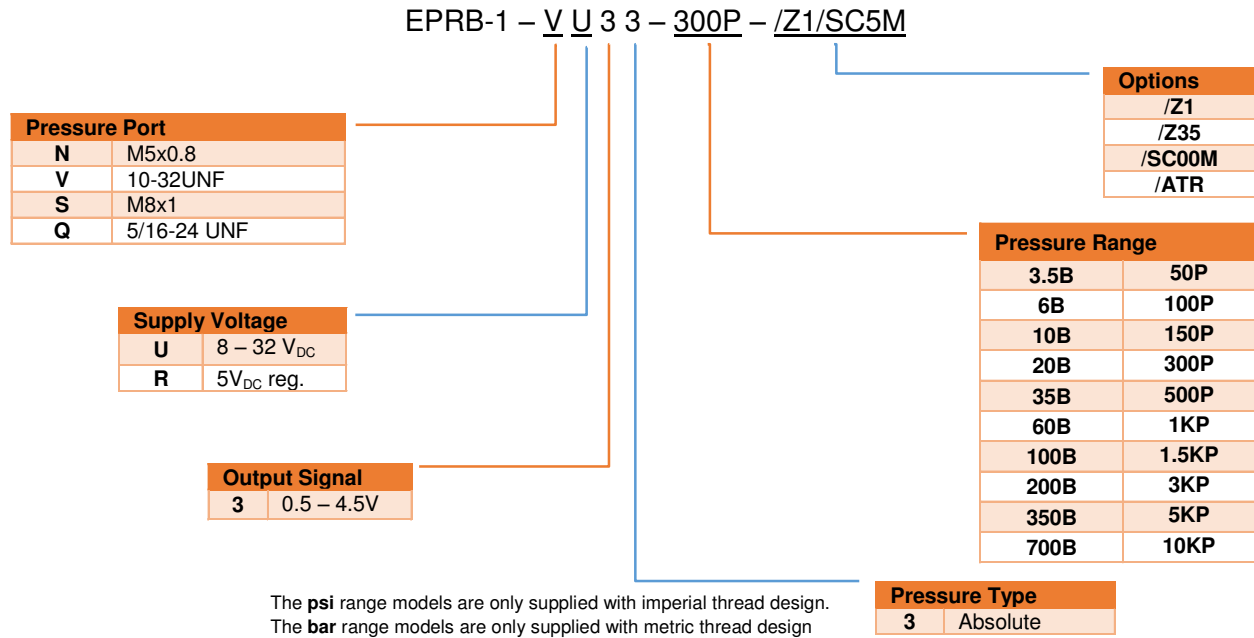 EPRB-1 – V U 3 3 – 300P – /Z1/SC5M
Options
/Z1
/Z35
/SC00M
/ATR
Pressure Port
N M5x0.8
V 10-32UNF
S M8x1
Q 5/16-24 UNF
Pressure Range
3.5B 50P
6B 100P
10B 150P
20B 300P
35B 500P
60B 1KP
100B 1.5KP
200B 3KP
350B 5KP
700B 10KP
Supply Voltage
U 8 – 32 VDC
R 5VDC reg.
Output Signal
3 0.5 – 4.5V
Pressure Type
3 Absolute
The psi range models are only supplied with imperial thread design.
The bar range models are only supplied with metric thread design